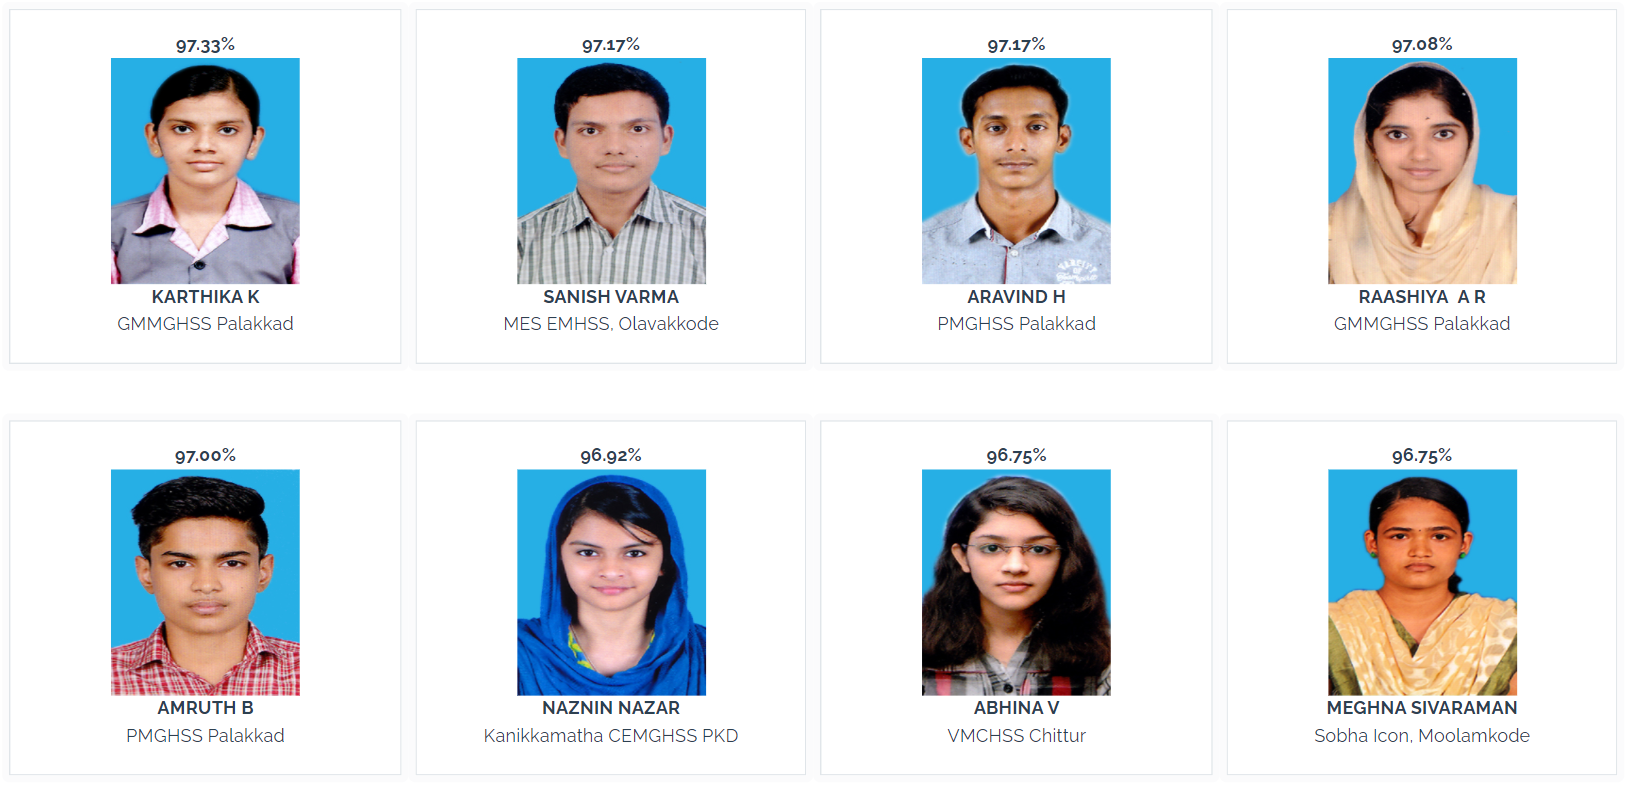 97.33%
KARTHIKA K
GMMGHSS Palakkad
97.17%
SANISH VARMA
MES EMHSS, Olavakkode
97.17%
ARAVIND H
PMGHSS Palakkad
97.08%
RAASHIYA A R
GMMGHSS Palakkad
97.00%
AMRUTH B
PMGHSS Palakkad
96.92%
NAZNIN NAZAR
Kanikkamatha CEMGHSS PKD
96.75%
ABHINA V
VMCHSS Chittur
96.75%
MEGHNA SIVARAMAN
Sobha Icon, Moolamkode